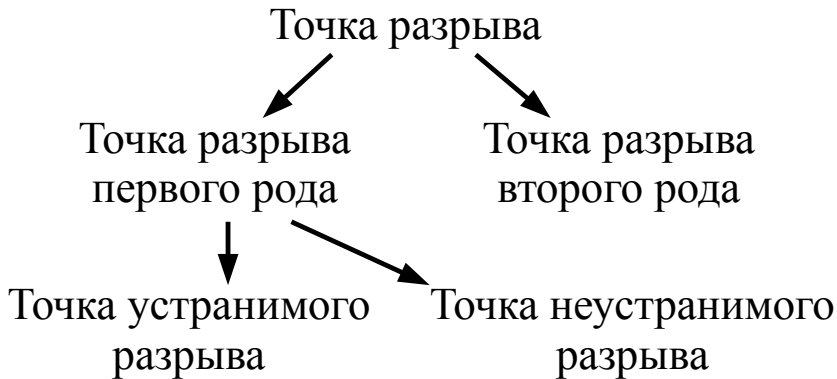 Точка разрыва
Точка разрыва
первого рода
Точка разрыва
второго рода
Точка устранимого
разрыва
Точка неустранимого
разрыва